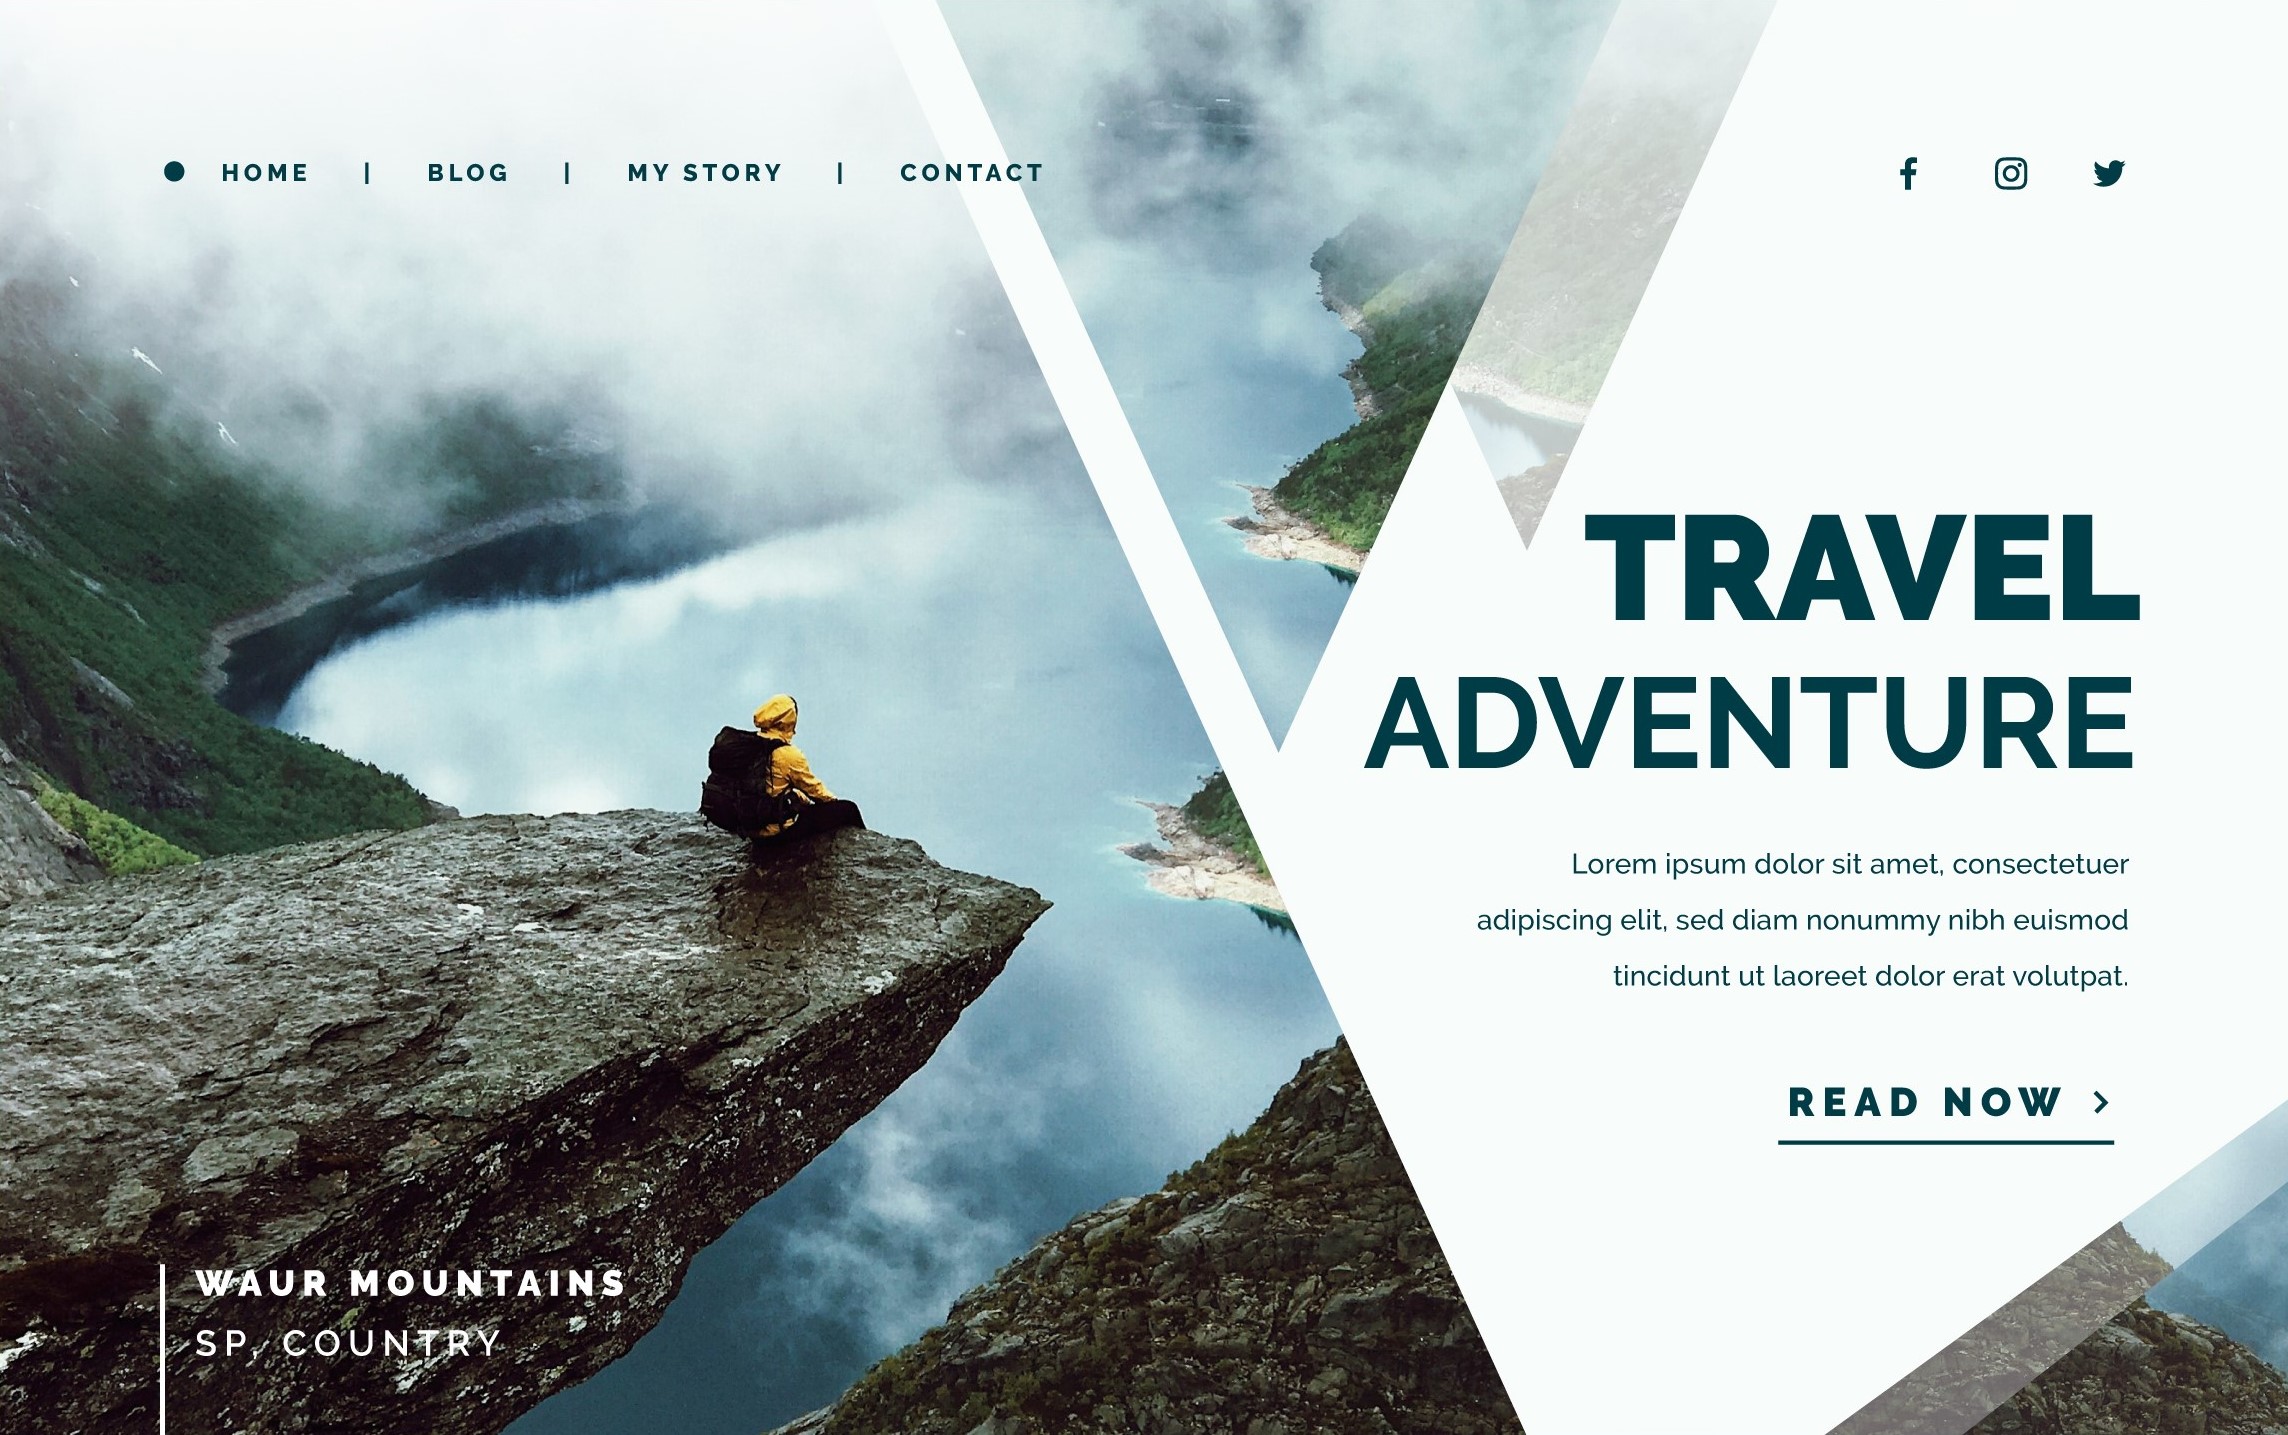 HOME | BLOG | MY STORY | CONTACT
TRAVEL
ADVENTURE
Lorem ipsum dolor sit amet, consectetuer
adipiscing elit, sed diam nonummy nibh euismod
tincidunt ut laoreet dolor erat volutpat.
READ NOW >
WAUR MOUNTAINS
SP, COUNTRY